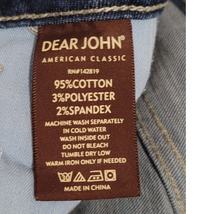 DEAR JOHN®
AMERICAN CLASSIC
RN#142819
95%COTTON
3%POLYESTER
2%SPANDEX
MACHINE WASH SEPARATELY
IN COLD WATER
WASH INSIDE OUT
DO NOT BLEACH
TUMBLE DRY LOW
WARM IRON ONLY IF NEEDED
MADE IN CHINA